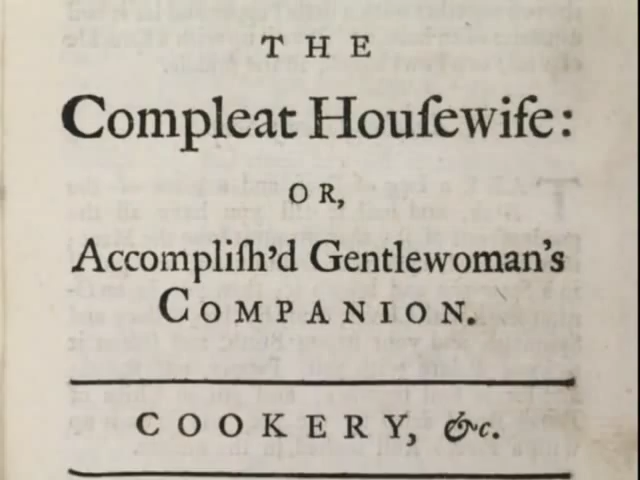 THE
Compleat Houſewife:
OR,
Accompliſh'd Gentlewoman's
COMPANION.
COOKERY, &c.